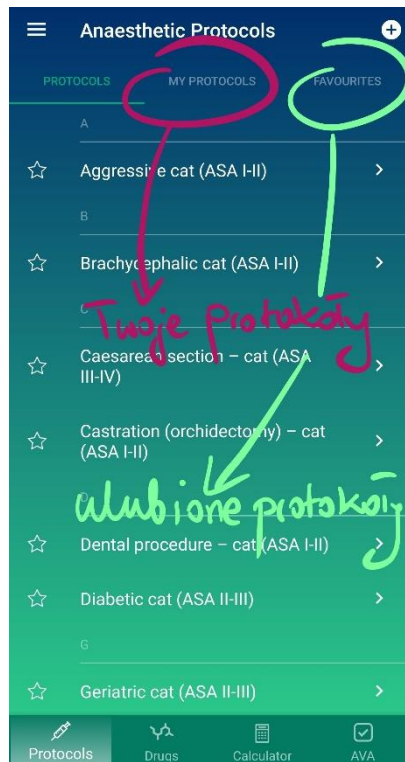 Anaesthetic Protocols
PROTOCOLS MY PROTOCOLS FAVOURITES
A
Aggressive cat (ASA I-II)
B
Brachycephalic cat (ASA I-II)
C
Twoje protokoły
Caesarean section – cat (ASA
III-IV)
Castration (orchidectomy) – cat
(ASA I-II)
D
ulubione protokoły
Dental procedure – cat (ASA I-II)
Diabetic cat (ASA II-III)
G
Geriatric cat (ASA II-III)
Protocols Drugs Calculator AVA